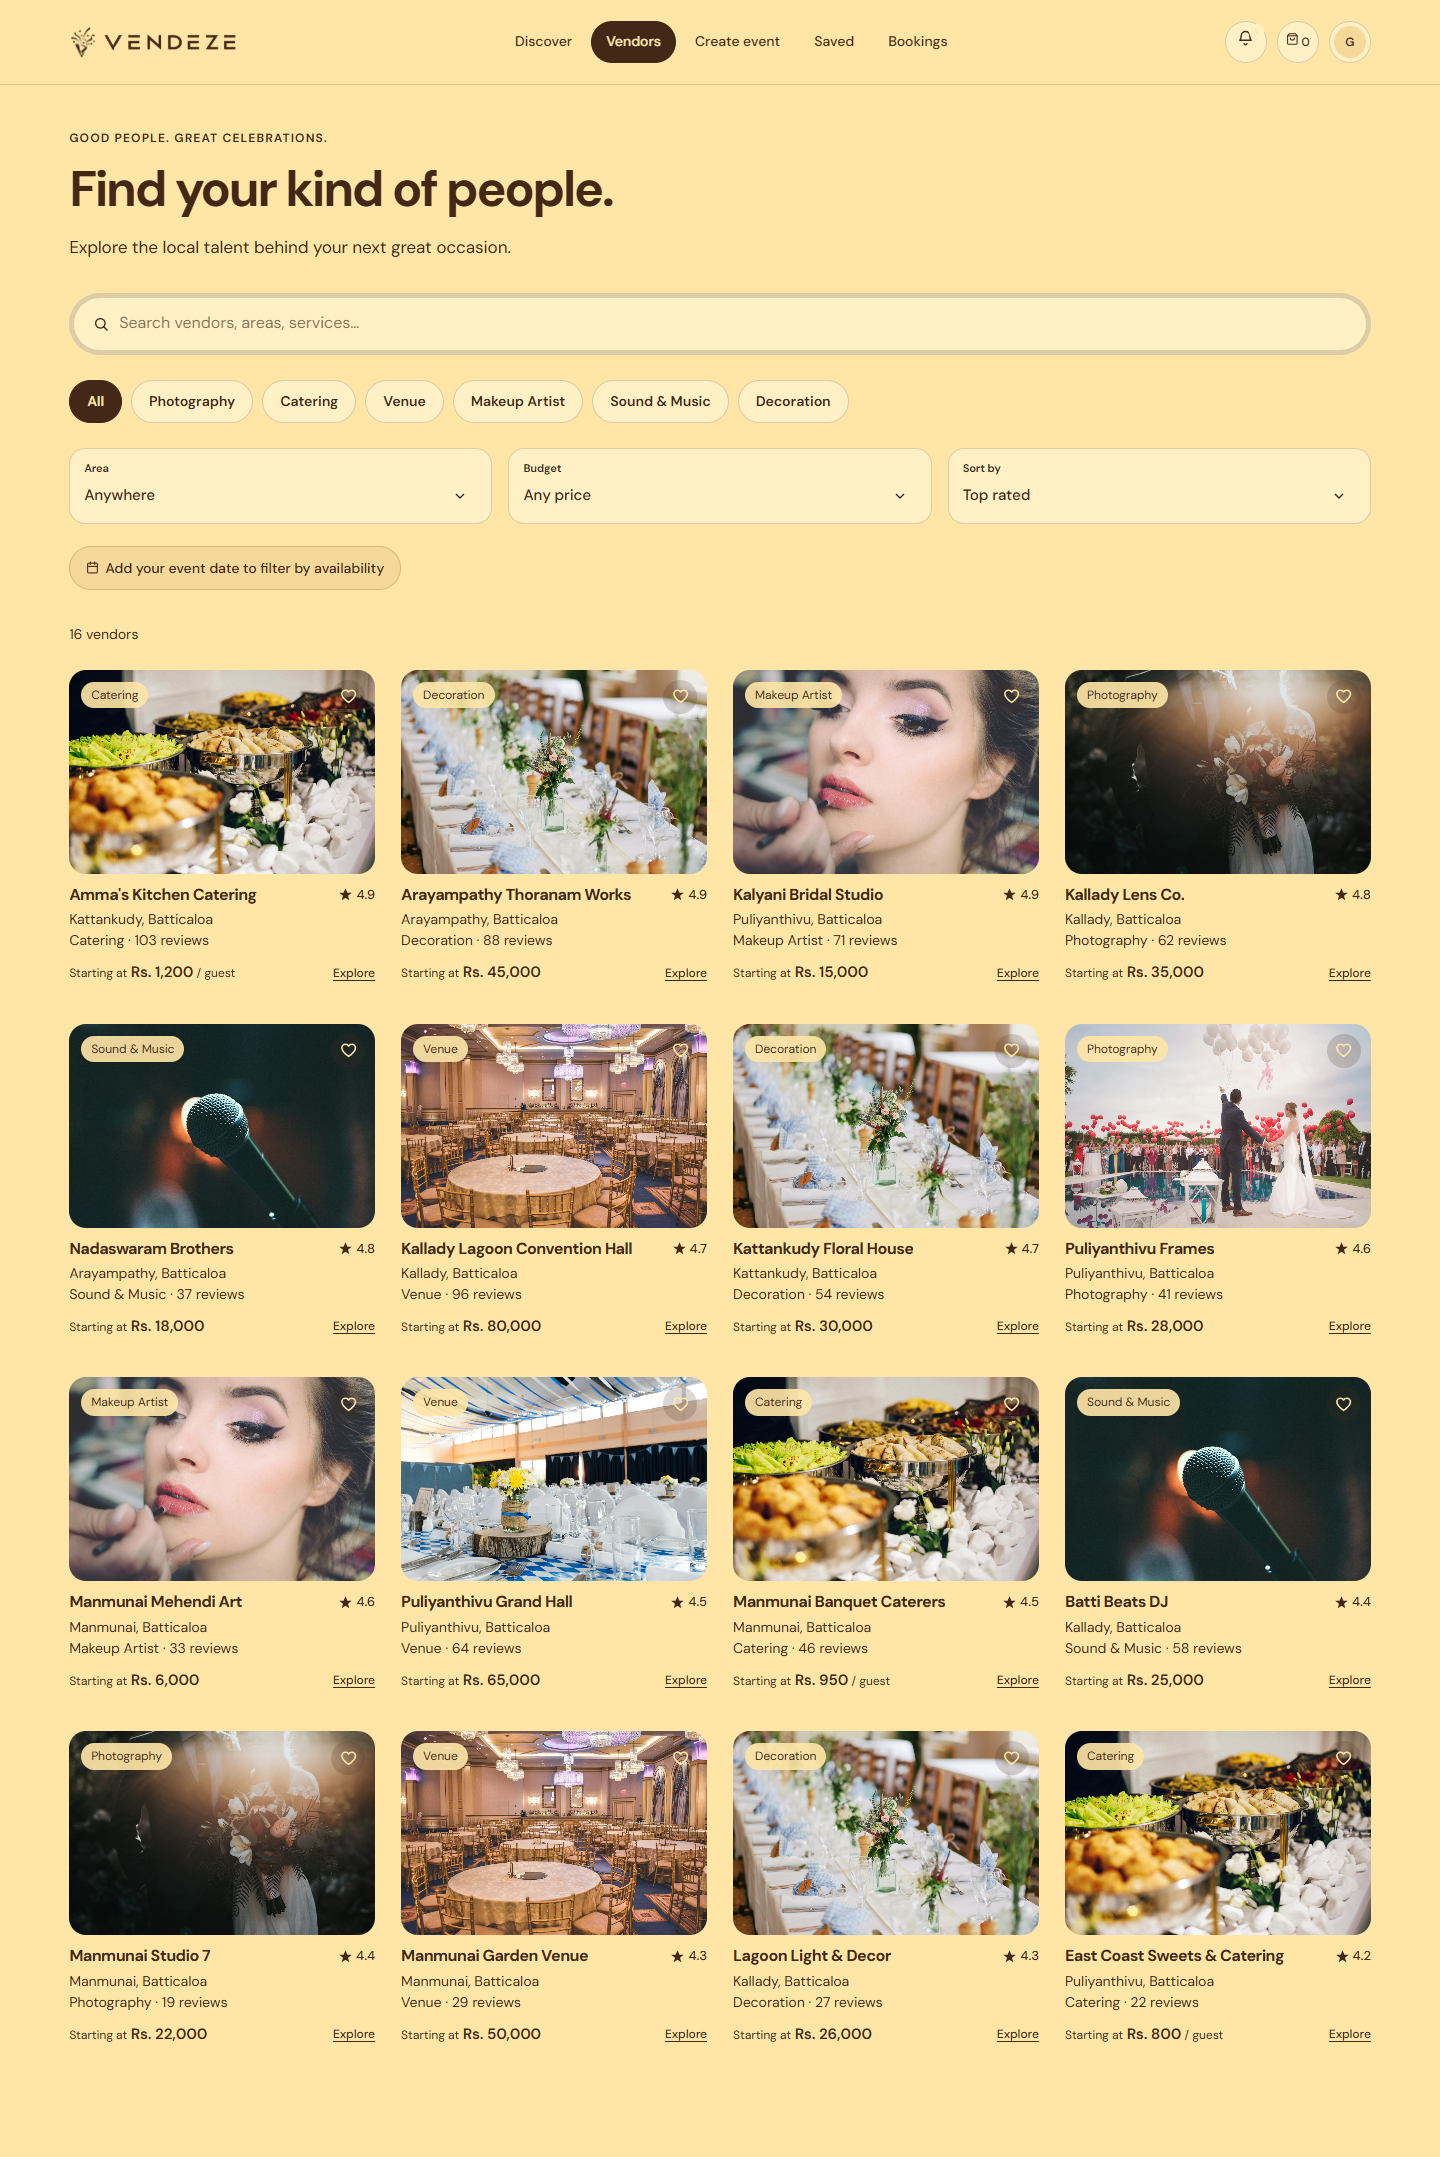 VENDEZE
Discover
Vendors
Create event
Saved
Bookings
0
G
GOOD PEOPLE. GREAT CELEBRATIONS.
Find your kind of people.
Explore the local talent behind your next great occasion.
Search vendors, areas, services...
All
Photography
Catering
Venue
Makeup Artist
Sound & Music
Decoration
Area
Anywhere
Budget
Any price
Sort by
Top rated
Add your event date to filter by availability
16 vendors
Catering
Amma's Kitchen Catering ★ 4.9
Kattankudy, Batticaloa
Catering · 103 reviews
Starting at Rs. 1,200 / guest Explore
Decoration
Arayampathy Thoranam Works ★ 4.9
Arayampathy, Batticaloa
Decoration · 88 reviews
Starting at Rs. 45,000 Explore
Makeup Artist
Kalyani Bridal Studio ★ 4.9
Puliyanthivu, Batticaloa
Makeup Artist · 71 reviews
Starting at Rs. 15,000 Explore
Photography
Kallady Lens Co. ★ 4.8
Kallady, Batticaloa
Photography · 62 reviews
Starting at Rs. 35,000 Explore
Sound & Music
Nadaswaram Brothers ★ 4.8
Arayampathy, Batticaloa
Sound & Music · 37 reviews
Starting at Rs. 18,000 Explore
Venue
Kallady Lagoon Convention Hall ★ 4.7
Kallady, Batticaloa
Venue · 96 reviews
Starting at Rs. 80,000 Explore
Decoration
Kattankudy Floral House ★ 4.7
Kattankudy, Batticaloa
Decoration · 54 reviews
Starting at Rs. 30,000 Explore
Photography
Puliyanthivu Frames ★ 4.6
Puliyanthivu, Batticaloa
Photography · 41 reviews
Starting at Rs. 28,000 Explore
Makeup Artist
Manmunai Mehendi Art ★ 4.6
Manmunai, Batticaloa
Makeup Artist · 33 reviews
Starting at Rs. 6,000 Explore
Venue
Puliyanthivu Grand Hall ★ 4.5
Puliyanthivu, Batticaloa
Venue · 64 reviews
Starting at Rs. 65,000 Explore
Catering
Manmunai Banquet Caterers ★ 4.5
Manmunai, Batticaloa
Catering · 46 reviews
Starting at Rs. 950 / guest Explore
Sound & Music
Batti Beats DJ ★ 4.4
Kallady, Batticaloa
Sound & Music · 58 reviews
Starting at Rs. 25,000 Explore
Photography
Manmunai Studio 7 ★ 4.4
Manmunai, Batticaloa
Photography · 19 reviews
Starting at Rs. 22,000 Explore
Venue
Manmunai Garden Venue ★ 4.3
Manmunai, Batticaloa
Venue · 29 reviews
Starting at Rs. 50,000 Explore
Decoration
Lagoon Light & Decor ★ 4.3
Kallady, Batticaloa
Decoration · 27 reviews
Starting at Rs. 26,000 Explore
Catering
East Coast Sweets & Catering ★ 4.2
Puliyanthivu, Batticaloa
Catering · 22 reviews
Starting at Rs. 800 / guest Explore